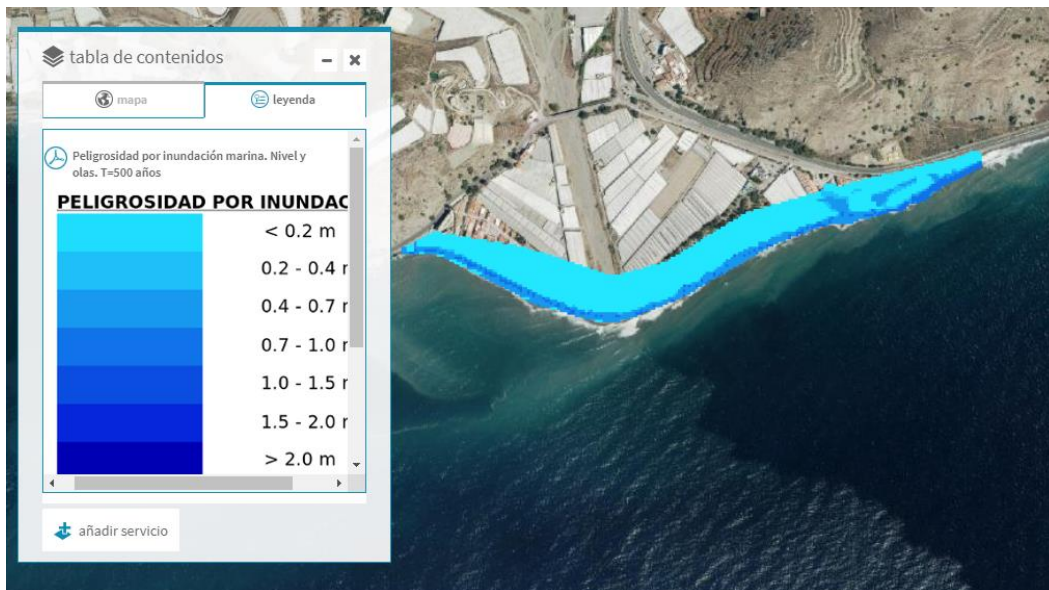 tabla de contenidos
mapa
leyenda
Peligrosidad por inundación marina. Nivel y
olas. T=500 años
PELIGROSIDAD POR INUNDAC
< 0.2 m
0.2 - 0.4 r
0.4 - 0.7 r
0.7 - 1.0 r
1.0 - 1.5 r
1.5 - 2.0 r
> 2.0 m
añadir servicio